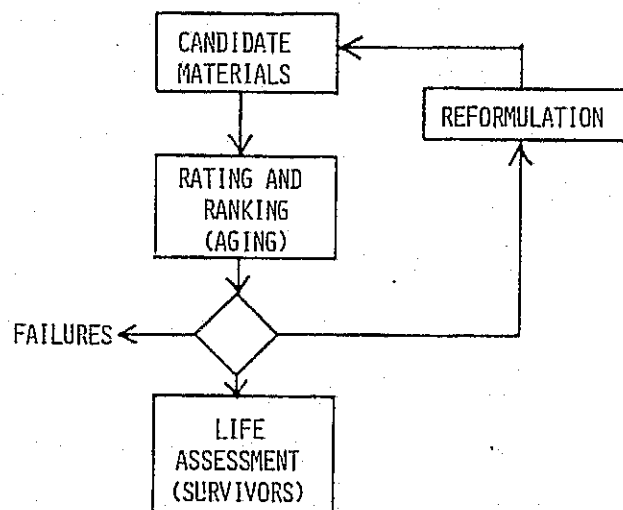 CANDIDATE
MATERIALS
REFORMULATION
RATING AND
RANKING
(AGING)
FAILURES
LIFE
ASSESSMENT
(SURVIVORS)